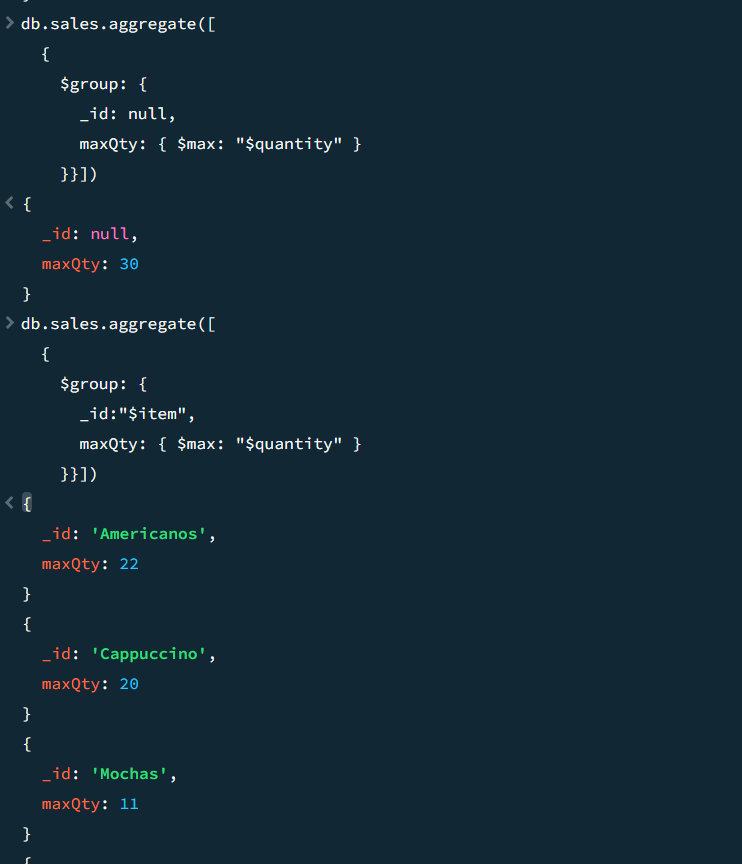 > db.sales.aggregate([
{
$group: {
_id: null,
maxQty: { $max: "$quantity" }
}}])
< {
_id: null,
maxQty: 30
}
> db.sales.aggregate([
{
$group: {
_id:"$item",
maxQty: { $max: "$quantity" }
}}])
< {
_id: 'Americanos',
maxQty: 22
}
{
_id: 'Cappuccino',
maxQty: 20
}
{
_id: 'Mochas',
maxQty: 11
}
{